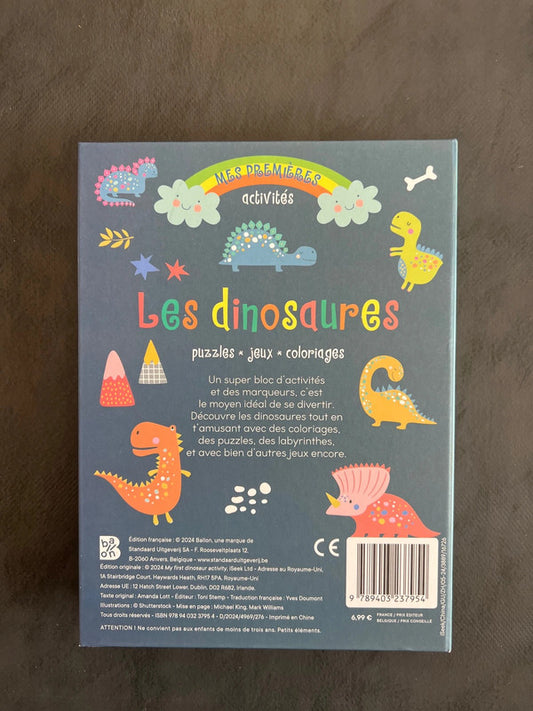 MES PREMIÈRES
activités
Les dinosaures
puzzles * jeux * coloriages
Un super bloc d'activités
et des marqueurs, c'est
le moyen idéal de se divertir.
Découvre les dinosaures tout en
t'amusant avec des coloriages,
des puzzles, des labyrinthes,
et avec bien d'autres jeux encore.
ballon
Édition française : © 2024 Ballon, une marque de
Standaard Uitgeverij SA - F. Rooseveltplaats 12,
B-2060 Anvers, Belgique - www.standaarduitgeverij.be
Édition originale : © 2024 My first dinosaur activity, iSeek Ltd - Adresse au Royaume-Uni:
1A Stairbridge Court, Haywards Heath, RH17 5PA, Royaume-Uni
Adresse UE : 12 Hatch Street Lower, Dublin, D02 R682, Irlande.
Texte original : Amanda Lott - Éditeur : Toni Stemp - Traduction française : Yves Doumont
Illustrations : © Shutterstock - Mise en page : Michael King, Mark Williams
Tous droits réservés - ISBN 978 94 032 3795 4 - D/2024/4969/276 - Imprimé en Chine
ATTENTION ! Ne convient pas aux enfants de moins de trois ans. Petits éléments.
CE
9 789403 237954
6,99 €
FRANCE / PRIX ÉDITEUR
BELGIQUE / PRIX CONSEILLÉ